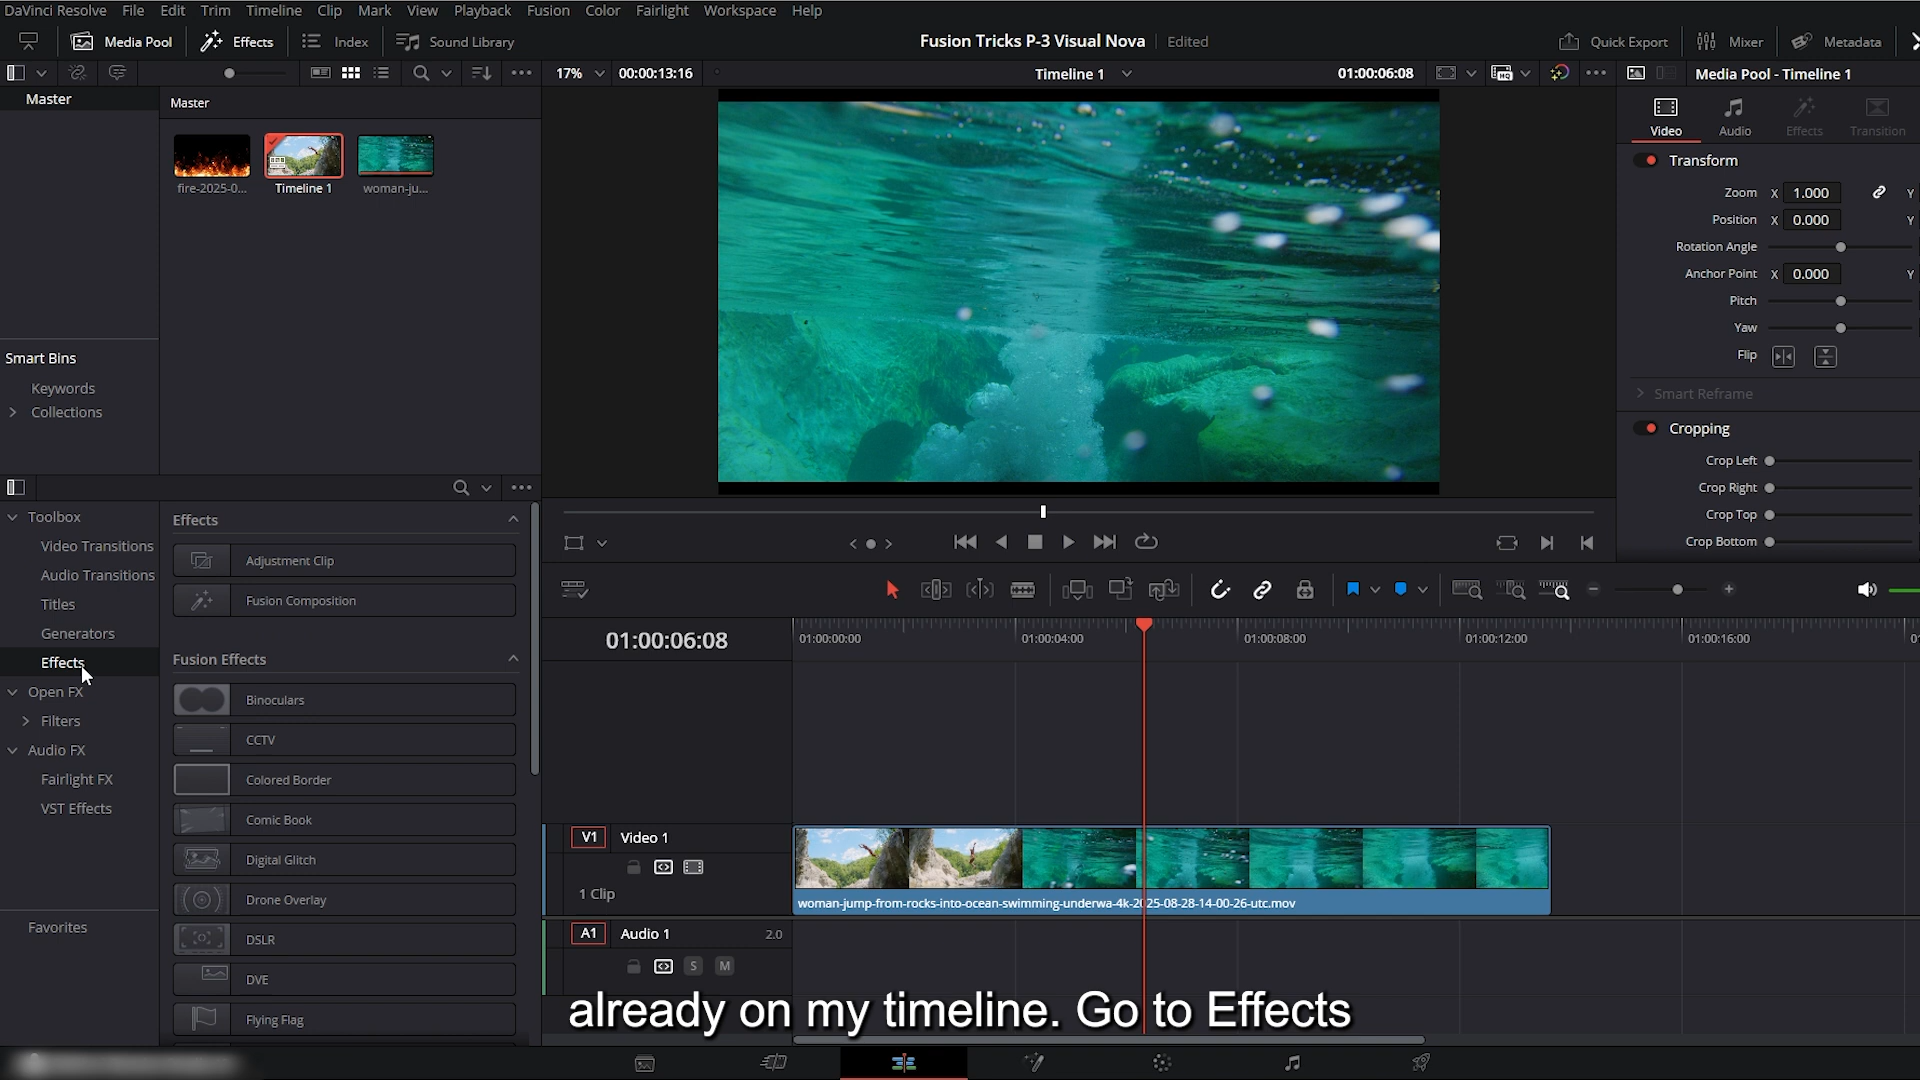 DaVinci Resolve File Edit Trim Timeline Clip Mark View Playback Fusion Color Fairlight Workspace Help
Media Pool Effects Index Sound Library
Fusion Tricks P-3 Visual Nova Edited
Quick Export Mixer Metadata
17% 00:00:13:16 Timeline 1 01:00:06:08
Media Pool - Timeline 1
Master
Master
fire-2025-0... Timeline 1 woman-ju...
Smart Bins
Keywords
Collections
Video Audio Effects Transition
Transform
Zoom X 1.000 Y
Position X 0.000 Y
Rotation Angle
Anchor Point X 0.000 Y
Pitch
Yaw
Flip
Smart Reframe
Cropping
Crop Left
Crop Right
Crop Top
Crop Bottom
Toolbox
Video Transitions
Audio Transitions
Titles
Generators
Effects
Open FX
Filters
Audio FX
Fairlight FX
VST Effects
Favorites
Effects
Adjustment Clip
Fusion Composition
Fusion Effects
Binoculars
CCTV
Colored Border
Comic Book
Digital Glitch
Drone Overlay
DSLR
DVE
Flying Flag
01:00:06:08
01:00:00:00 01:00:04:00 01:00:08:00 01:00:12:00 01:00:16:00
V1 Video 1
1 Clip
woman-jump-from-rocks-into-ocean-swimming-underwa-4k-2025-08-28-14-00-26-utc.mov
A1 Audio 1 2.0
S M
already on my timeline. Go to Effects